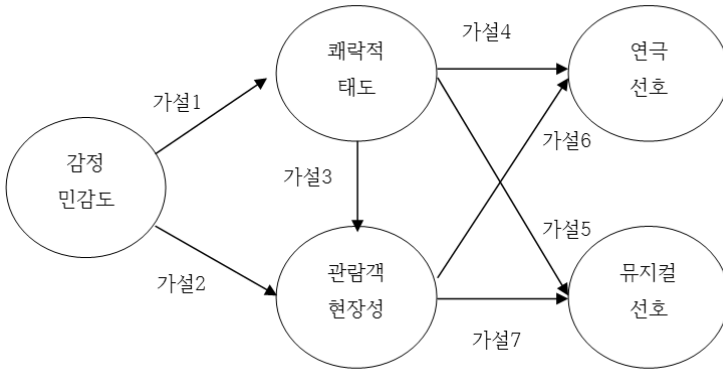 쾌락적
태도
가설4
연극
선호
가설1
가설6
감정
민감도
가설3
가설2
관람객
현장성
가설5
뮤지컬
선호
가설7